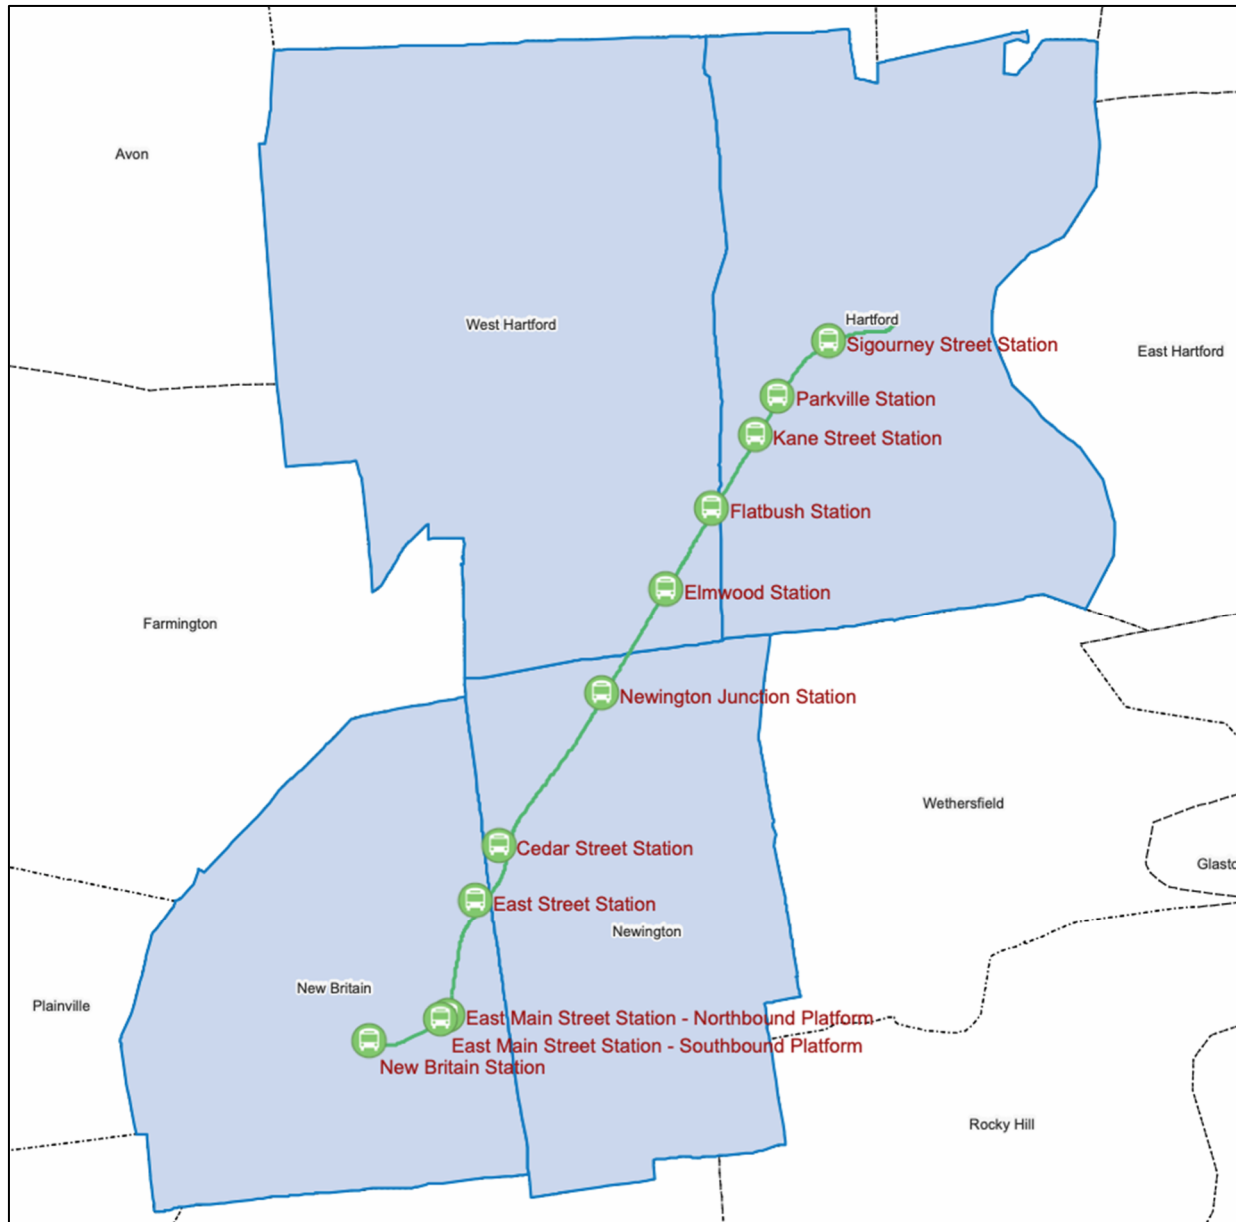 Avon
West Hartford
Hartford
Sigourney Street Station
East Hartford
Parkville Station
Kane Street Station
Flatbush Station
Elmwood Station
Farmington
Newington Junction Station
Wethersfield
Cedar Street Station
Glasto
East Street Station
Newington
New Britain
Plainville
East Main Street Station - Northbound Platform
East Main Street Station - Southbound Platform
New Britain Station
Rocky Hill